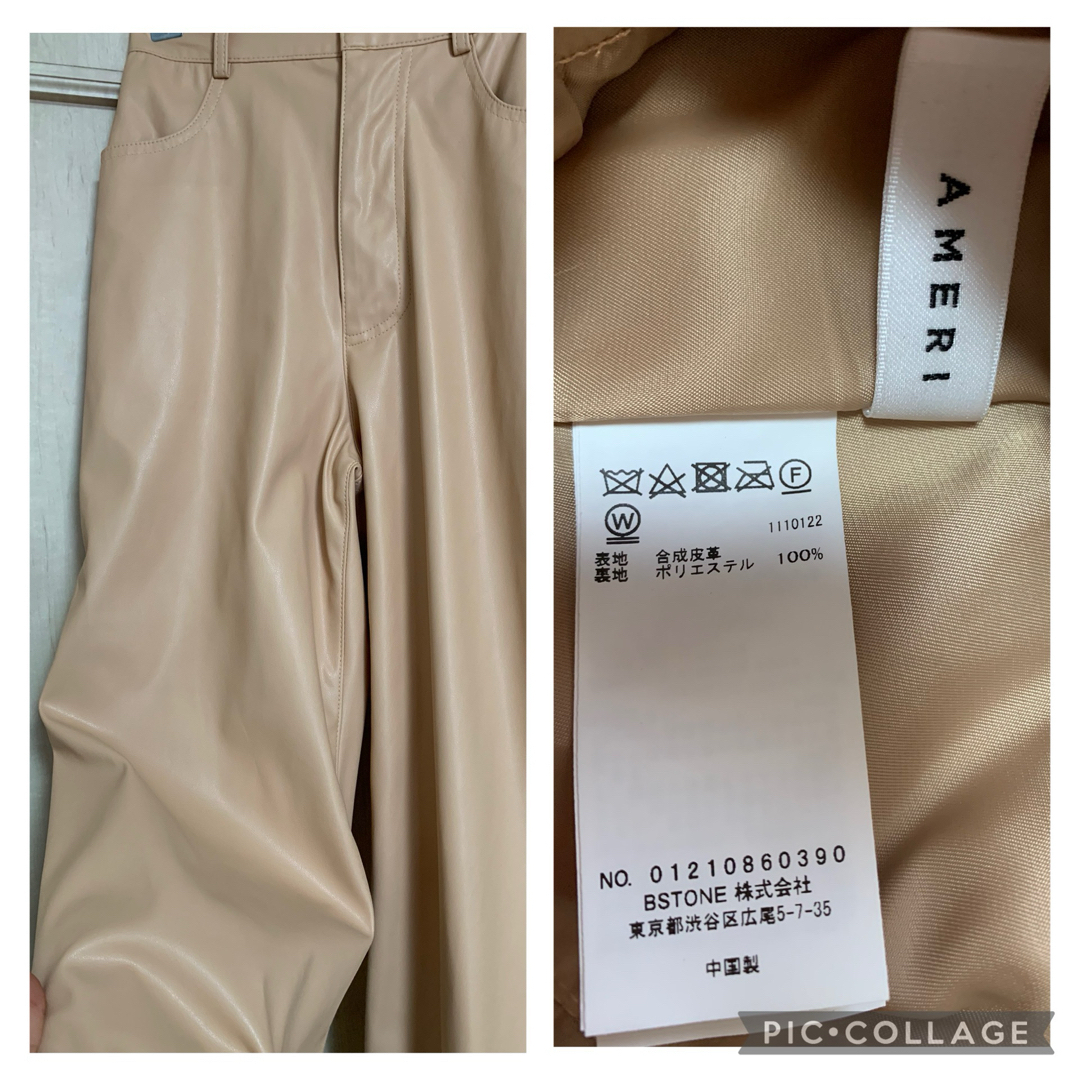 AMERI
F
W
1110122
表地 合成皮革
裏地 ポリエステル 100%
NO. 01210860390
BSTONE 株式会社
東京都渋谷区広尾5-7-35
中国製
PIC•COLLAGE